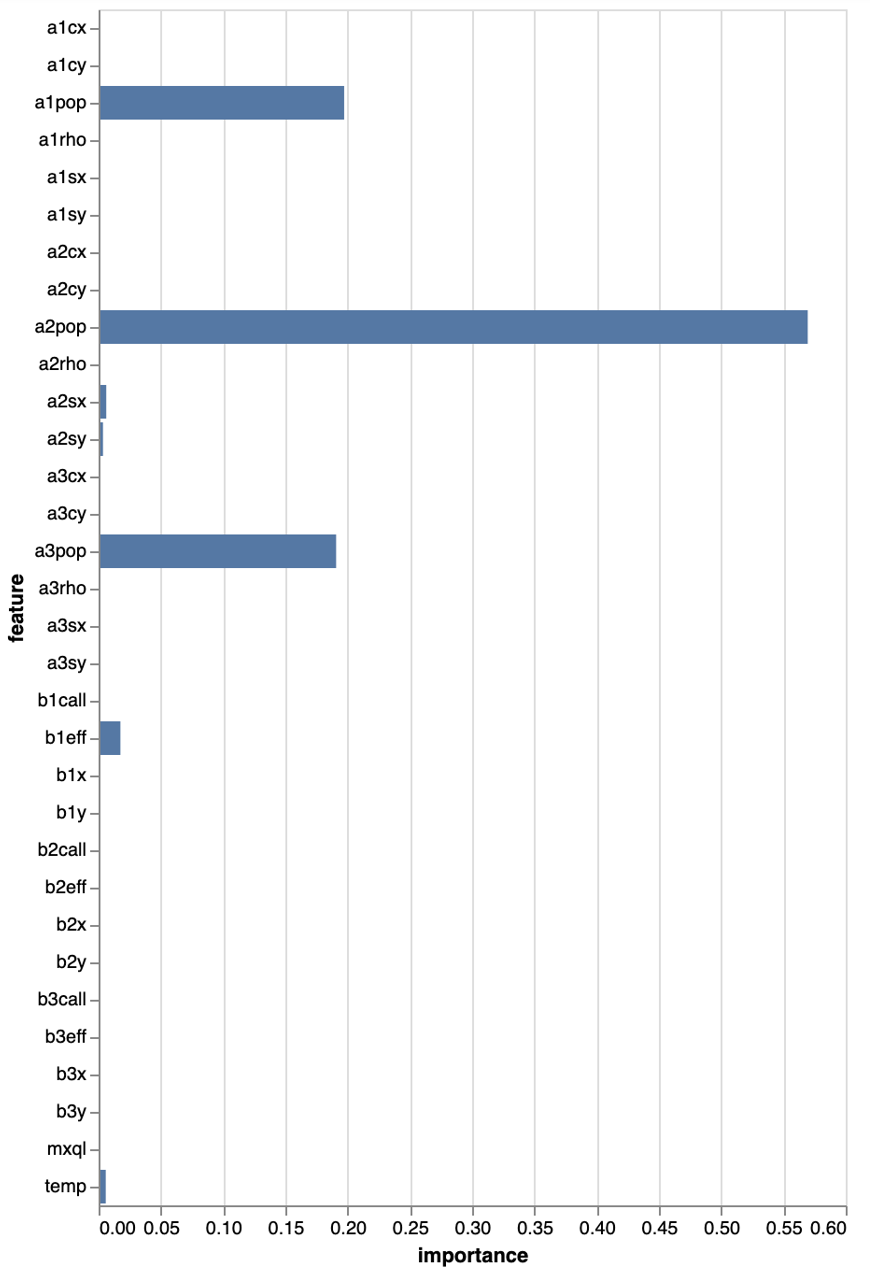 a1cx
a1cy
a1pop
a1rho
a1sx
a1sy
a2cx
a2cy
a2pop
a2rho
a2sx
a2sy
a3cx
a3cy
a3pop
a3rho
a3sx
a3sy
b1call
b1eff
b1x
b1y
b2call
b2eff
b2x
b2y
b3call
b3eff
b3x
b3y
mxql
temp
feature
0.00 0.05 0.10 0.15 0.20 0.25 0.30 0.35 0.40 0.45 0.50 0.55 0.60
importance